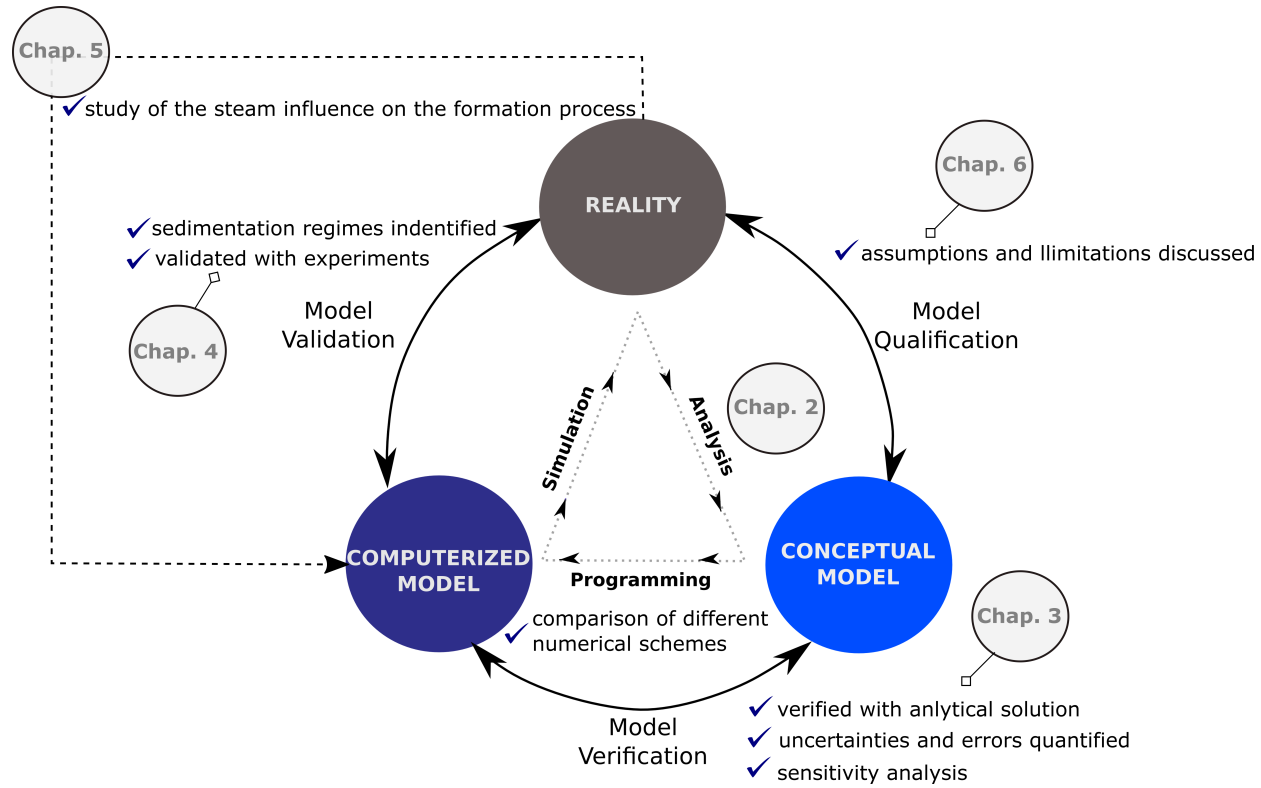 Chap. 5
study of the steam influence on the formation process
REALITY
Chap. 6
assumptions and llimitations discussed
sedimentation regimes indentified
validated with experiments
Chap. 4
Model
Validation
Model
Qualification
Chap. 2
Simulation
Analysis
Programming
COMPUTERIZED
MODEL
CONCEPTUAL
MODEL
comparison of different
numerical schemes
Chap. 3
Model
Verification
verified with anlytical solution
uncertainties and errors quantified
sensitivity analysis